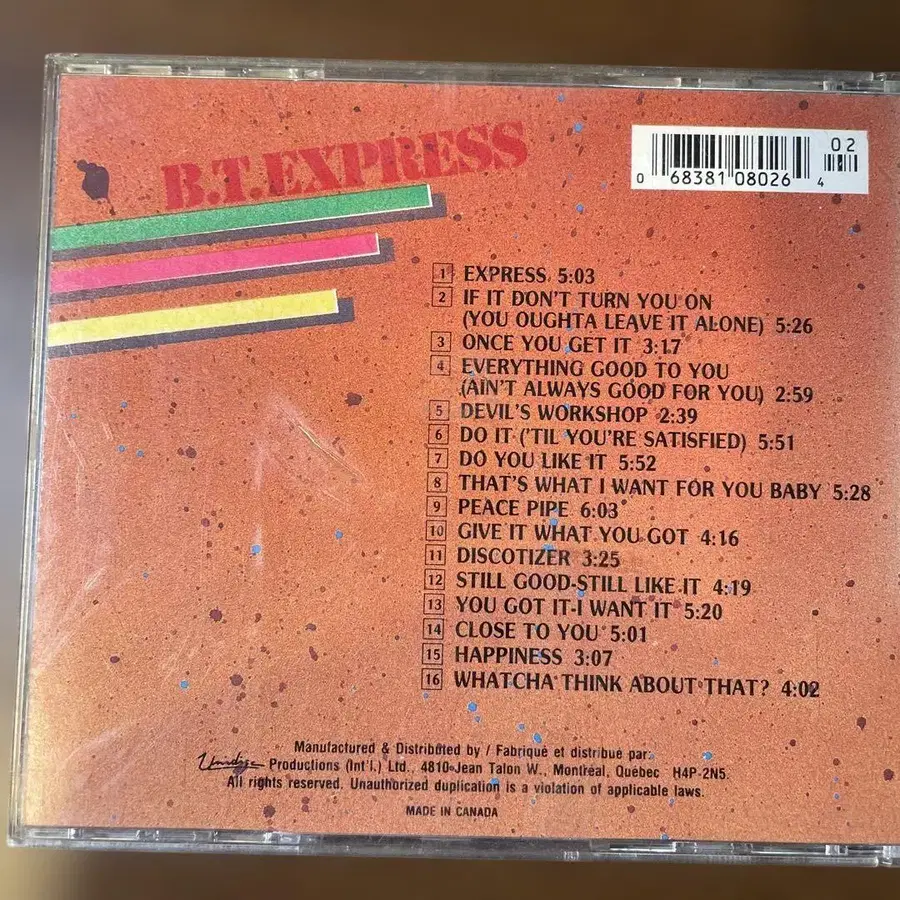 B.T.EXPRESS
02
0 68381 08026 4
1 EXPRESS 5:03
2 IF IT DON'T TURN YOU ON
(YOU OUGHTA LEAVE IT ALONE) 5:26
3 ONCE YOU GET IT 3:17
4 EVERYTHING GOOD TO YOU
(AIN'T ALWAYS GOOD FOR YOU) 2:59
5 DEVIL'S WORKSHOP 2:39
6 DO IT ('TIL YOU'RE SATISFIED) 5:51
7 DO YOU LIKE IT 5:52
8 THAT'S WHAT I WANT FOR YOU BABY 5:28
9 PEACE PIPE 6:03
10 GIVE IT WHAT YOU GOT 4:16
11 DISCOTIZER 3:25
12 STILL GOOD-STILL LIKE IT 4:19
13 YOU GOT IT-I WANT IT 5:20
14 CLOSE TO YOU 5:01
15 HAPPINESS 3:07
16 WHATCHA THINK ABOUT THAT? 4:02
Manufactured & Distributed by / Fabriqué et distribué par:
Unidisc Productions (Int'l.) Ltd., 4810 Jean Talon W., Montreal, Quebec H4P-2N5.
All rights reserved. Unauthorized duplication is a violation of applicable laws.
MADE IN CANADA